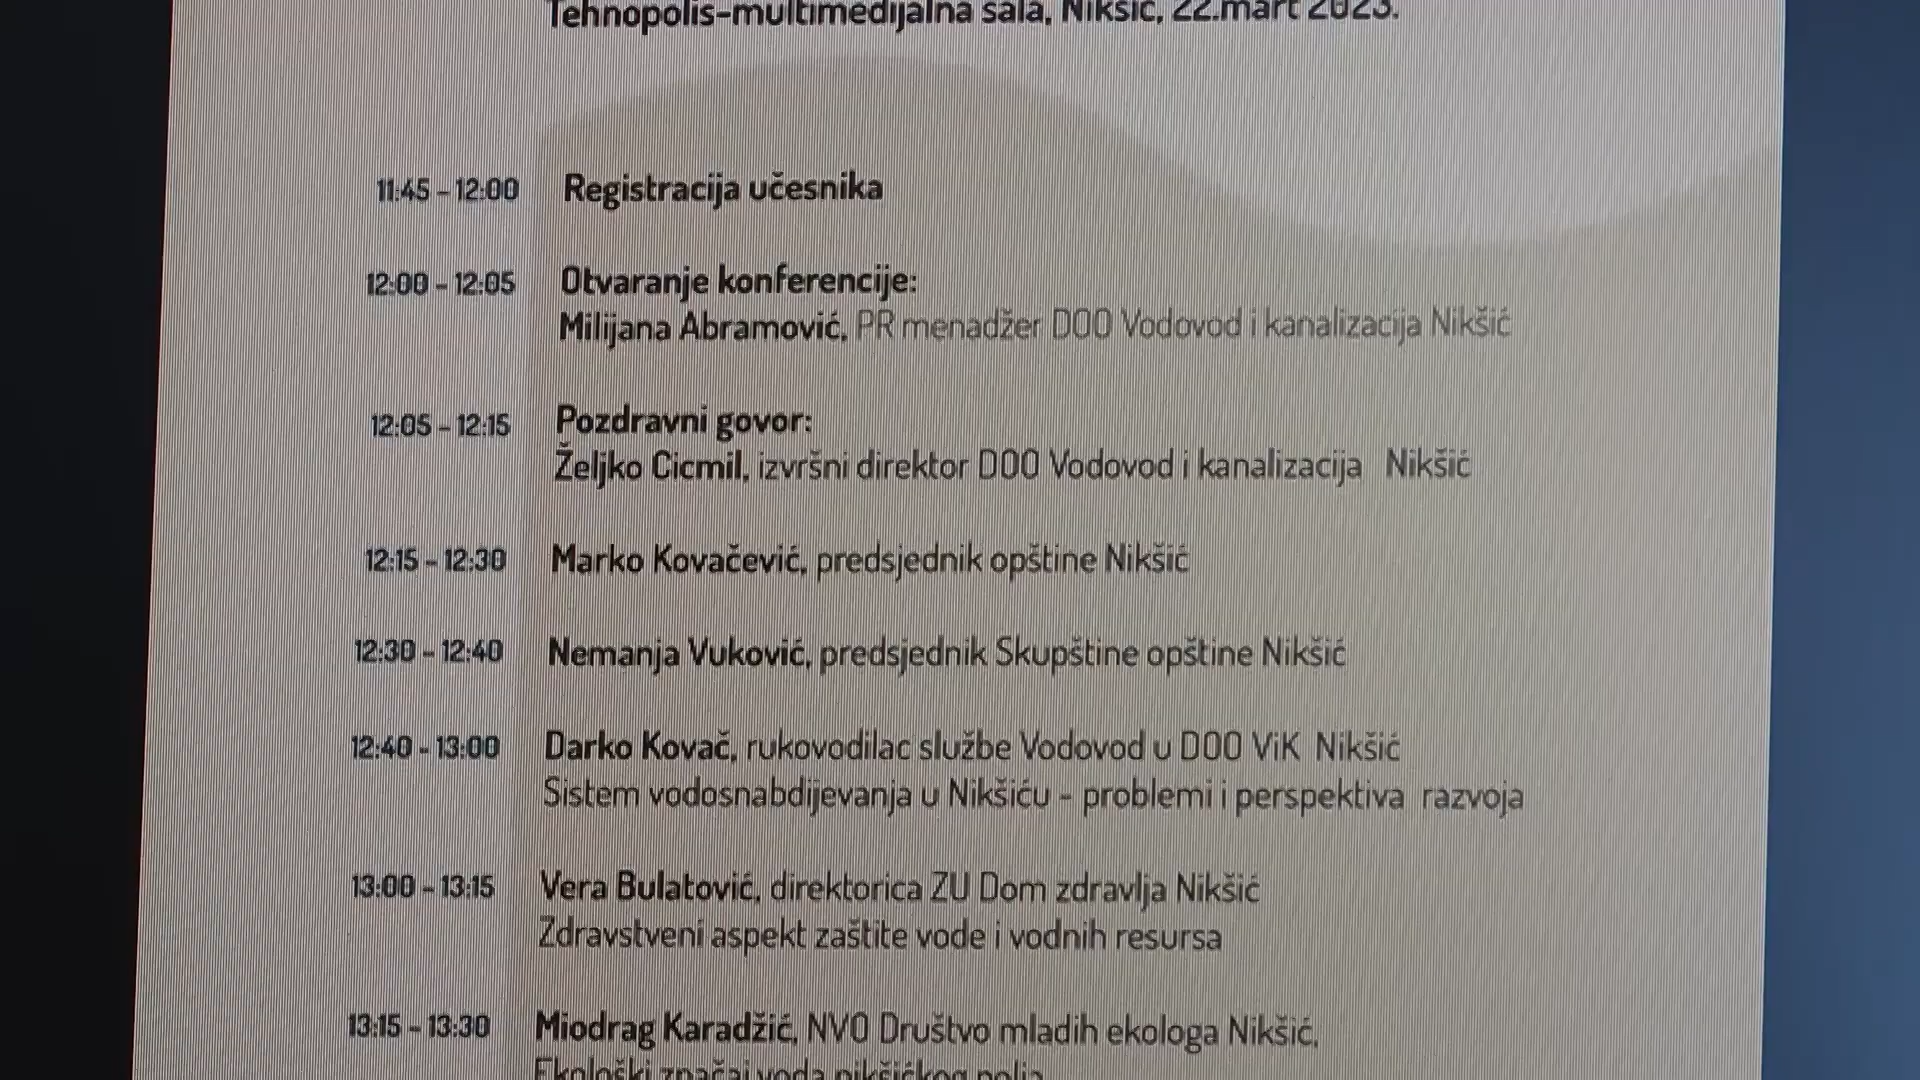 Tehnopolis-multimedijalna sala, Nikšić, 22.mart 2023.
11:45 - 12:00 Registracija učesnika
12:00 - 12:05 Otvaranje konferencije:
Milijana Abramović, PR menadžer DOO Vodovod i kanalizacija Nikšić
12:05 - 12:15 Pozdravni govor:
Željko Cicmil, izvršni direktor DOO Vodovod i kanalizacija Nikšić
12:15 - 12:30 Marko Kovačević, predsjednik opštine Nikšić
12:30 - 12:40 Nemanja Vuković, predsjednik Skupštine opštine Nikšić
12:40 - 13:00 Darko Kovač, rukovodilac službe Vodovod u DOO ViK Nikšić
Sistem vodosnabdijevanja u Nikšiću - problemi i perspektiva razvoja
13:00 - 13:15 Vera Bulatović, direktorica ZU Dom zdravlja Nikšić
Zdravstveni aspekt zaštite vode i vodnih resursa
13:15 - 13:30 Miodrag Karadžić, NVO Društvo mladih ekologa Nikšić,
Ekološki značaj voda nikšićkog polja